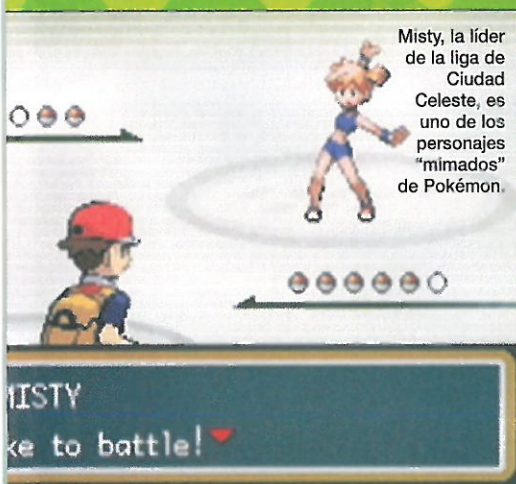 Misty, la líder
de la liga de
Ciudad
Celeste, es
uno de los
personajes
"mimados"
de Pokémon.
MISTY
ke to battle!